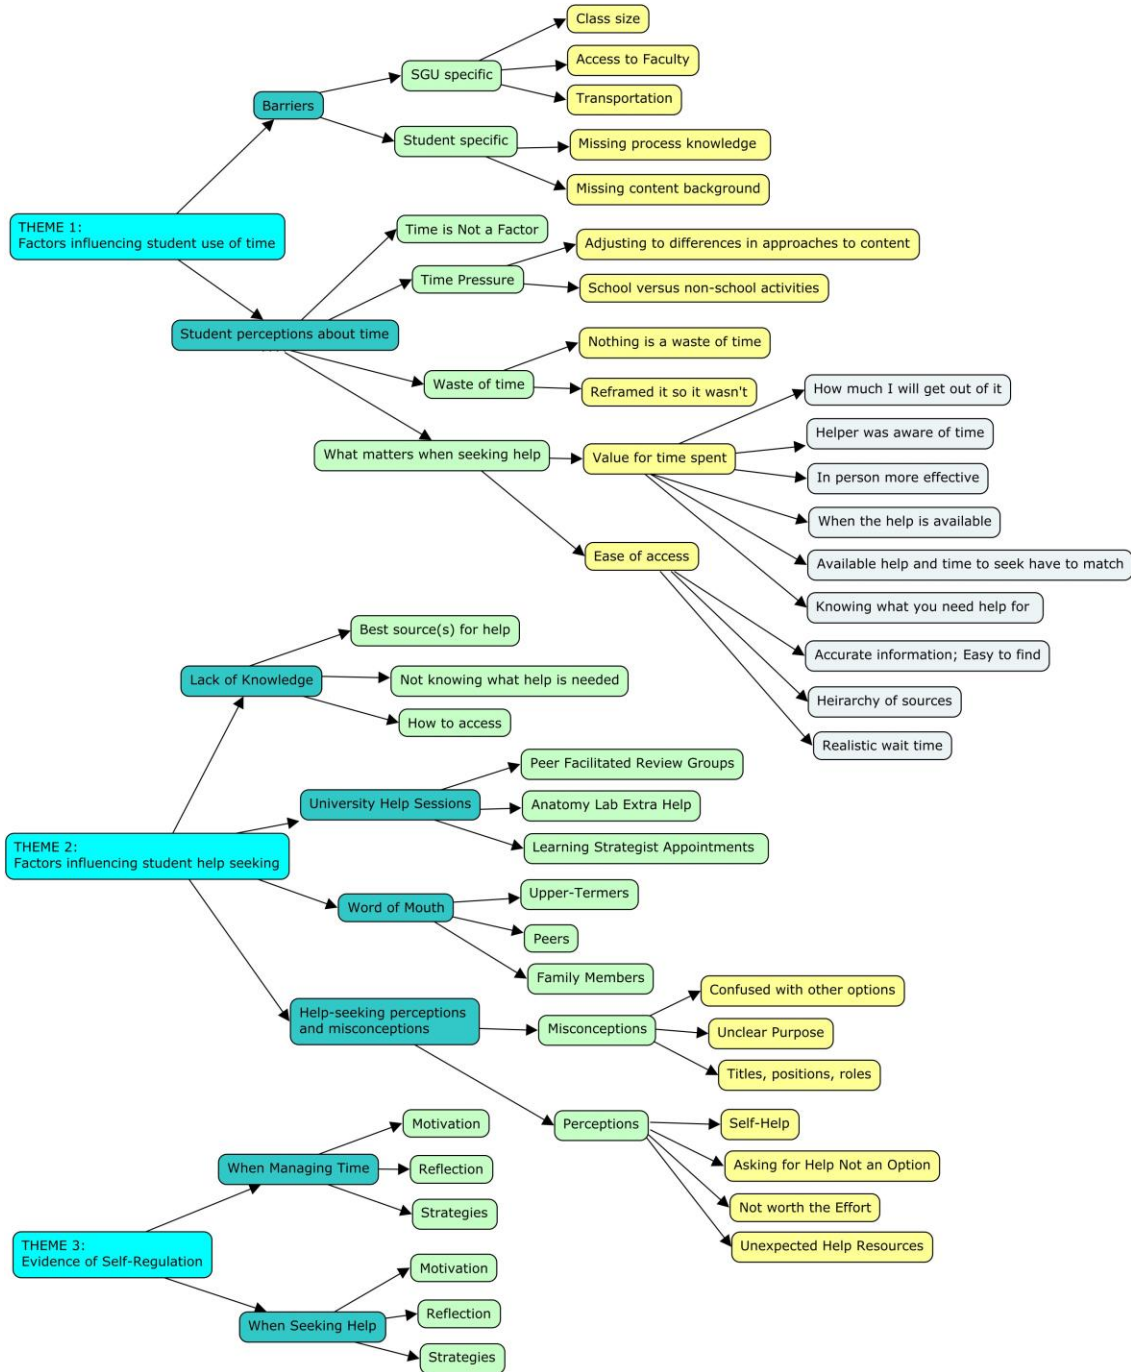 Class size
SGU specific
Access to Faculty
Barriers
Transportation
Student specific
Missing process knowledge
Missing content background
THEME 1:
Factors influencing student use of time
Time is Not a Factor
Adjusting to differences in approaches to content
Time Pressure
School versus non-school activities
Student perceptions about time
Nothing is a waste of time
Waste of time
Reframed it so it wasn't
How much I will get out of it
Helper was aware of time
What matters when seeking help
Value for time spent
In person more effective
When the help is available
Ease of access
Available help and time to seek have to match
Knowing what you need help for
Accurate information; Easy to find
Heirarchy of sources
Realistic wait time
Best source(s) for help
Lack of Knowledge
Not knowing what help is needed
How to access
Peer Facilitated Review Groups
University Help Sessions
Anatomy Lab Extra Help
Learning Strategist Appointments
THEME 2:
Factors influencing student help seeking
Upper-Termers
Word of Mouth
Peers
Family Members
Help-seeking perceptions
and misconceptions
Misconceptions
Confused with other options
Unclear Purpose
Titles, positions, roles
Perceptions
Self-Help
Asking for Help Not an Option
Not worth the Effort
Unexpected Help Resources
Motivation
When Managing Time
Reflection
Strategies
THEME 3:
Evidence of Self-Regulation
Motivation
When Seeking Help
Reflection
Strategies